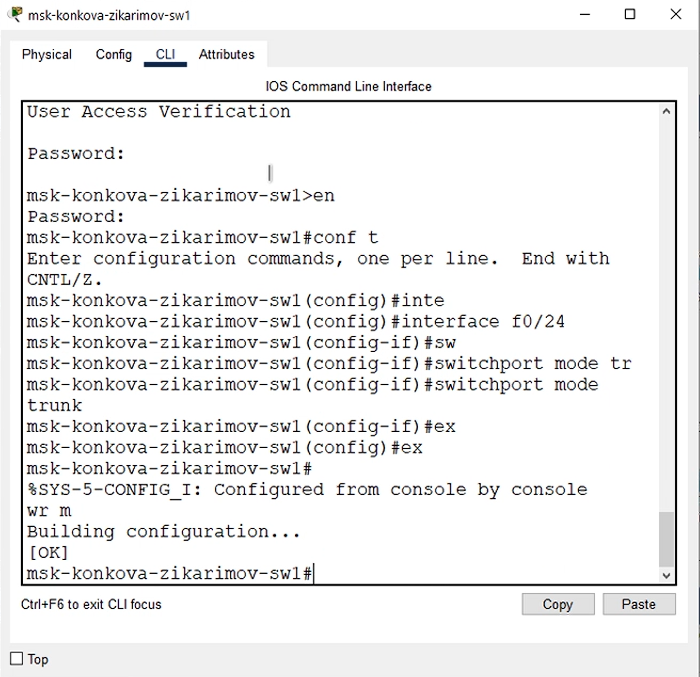 msk-konkova-zikarimov-sw1
Physical Config CLI Attributes
IOS Command Line Interface
User Access Verification
Password:
msk-konkova-zikarimov-sw1>en
Password:
msk-konkova-zikarimov-sw1#conf t
Enter configuration commands, one per line.  End with
CNTL/Z.
msk-konkova-zikarimov-sw1(config)#inte
msk-konkova-zikarimov-sw1(config)#interface f0/24
msk-konkova-zikarimov-sw1(config-if)#sw
msk-konkova-zikarimov-sw1(config-if)#switchport mode tr
msk-konkova-zikarimov-sw1(config-if)#switchport mode
trunk
msk-konkova-zikarimov-sw1(config-if)#ex
msk-konkova-zikarimov-sw1(config)#ex
msk-konkova-zikarimov-sw1#
%SYS-5-CONFIG_I: Configured from console by console
wr m
Building configuration...
[OK]
msk-konkova-zikarimov-sw1#
Ctrl+F6 to exit CLI focus
Copy Paste
Top